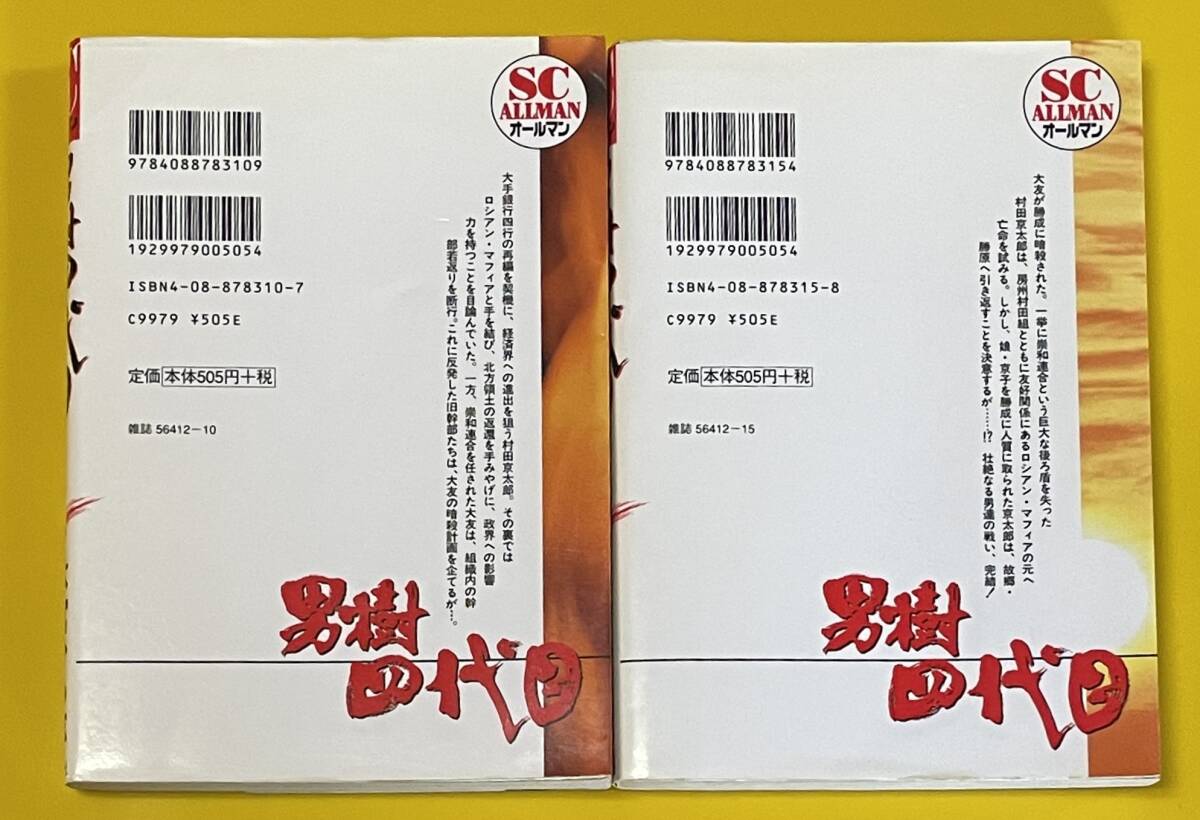 SC
ALLMAN
オールマン
9784088783109
1929979005054
ISBN4-08-878310-7
C9979 ¥505E
定価 本体505円+税
雑誌 56412-10
大手銀行四行の再編を契機に、経済界への進出を狙う村田京太郎。その裏では
ロシアン・マフィアと手を結び、北方領土の返還を手みやげに、政界への影響
力を持つことを目論んでいた。一方、崇和連合を任された大友は、組織内の幹
部若返りを断行。これに反発した旧幹部たちは、大友の暗殺計画を企てるが…。
男樹
四代目
SC
ALLMAN
オールマン
9784088783154
1929979005054
ISBN4-08-878315-8
C9979 ¥505E
定価 本体505円+税
雑誌 56412-15
大友が勝成に暗殺された。一挙に崇和連合という巨大な後ろ盾を失った
村田京太郎は、房州村田組とともに友好関係にあるロシアン・マフィアの元へ
亡命を試みる。しかし、娘・京子を勝成に人質に取られた京太郎は、故郷・
勝原へ引き返すことを決意するが……!? 壮絶なる男達の戦い、完結!
男樹
四代目